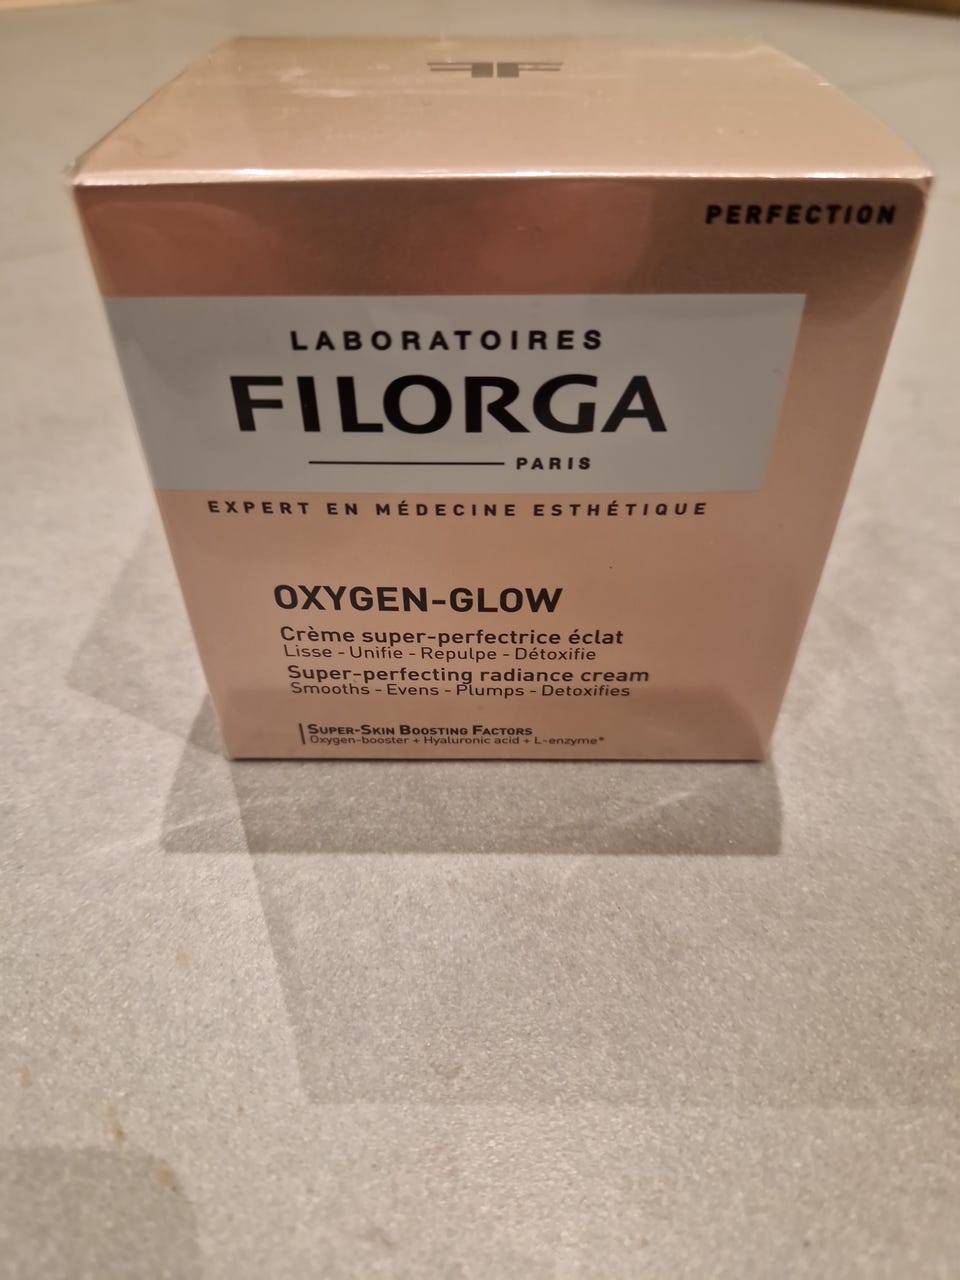 PERFECTION
LABORATOIRES
FILORGA
PARIS
EXPERT EN MÉDECINE ESTHÉTIQUE
OXYGEN-GLOW
Crème super-perfectrice éclat
Lisse - Unifie - Repulpe - Détoxifie
Super-perfecting radiance cream
Smooths - Evens - Plumps - Detoxifies
SUPER-SKIN BOOSTING FACTORS
Oxygen-booster + Hyaluronic acid + L-enzyme*